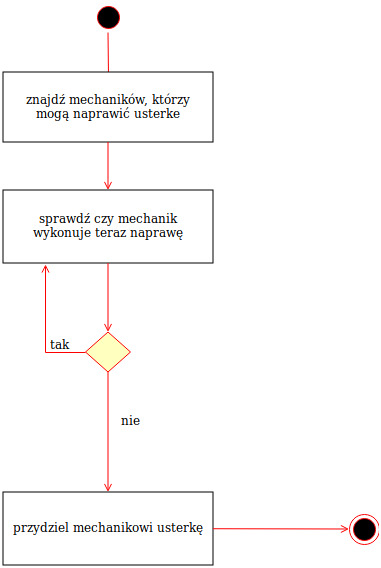 znajdź mechaników, którzy
mogą naprawić usterke
sprawdź czy mechanik
wykonuje teraz naprawę
tak
nie
przydziel mechanikowi usterkę